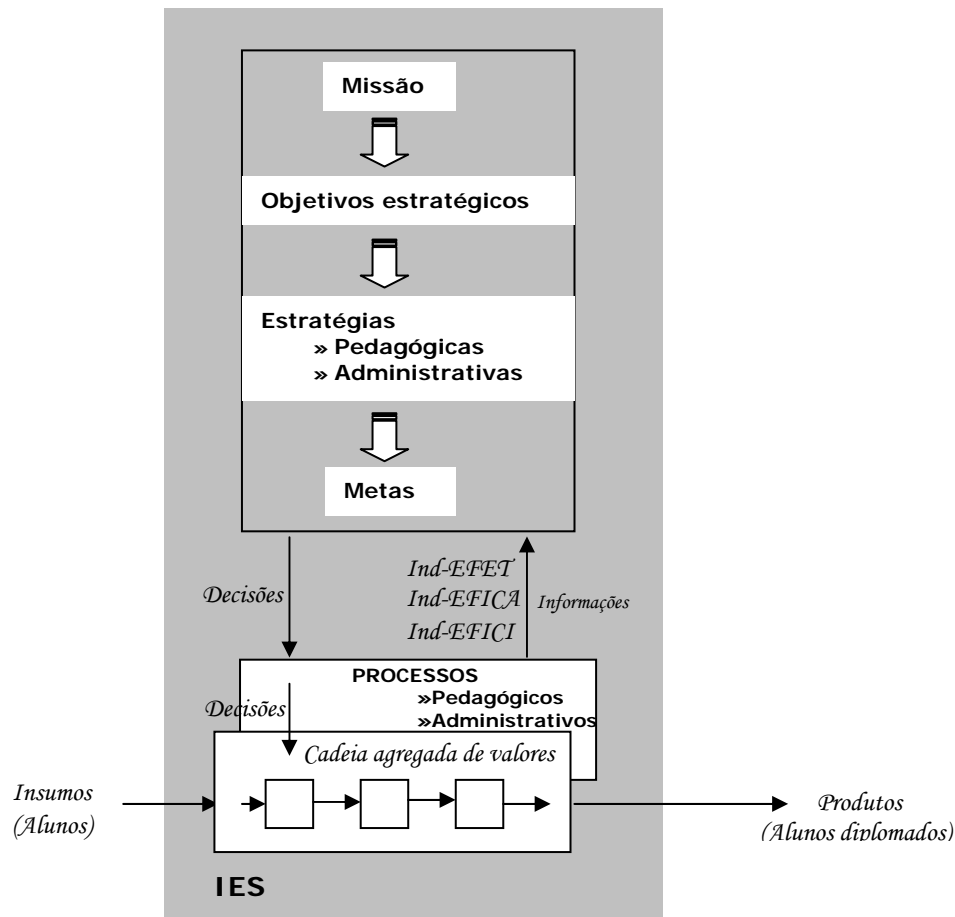 Missão
Objetivos estratégicos
Estratégias
» Pedagógicas
» Administrativas
Metas
Decisões
Ind-EFET
Ind-EFICA
Ind-EFICI
Informações
PROCESSOS
»Pedagógicos
»Administrativos
Decisões
Cadeia agregada de valores
Insumos
(Alunos)
Produtos
(Alunos diplomados)
IES